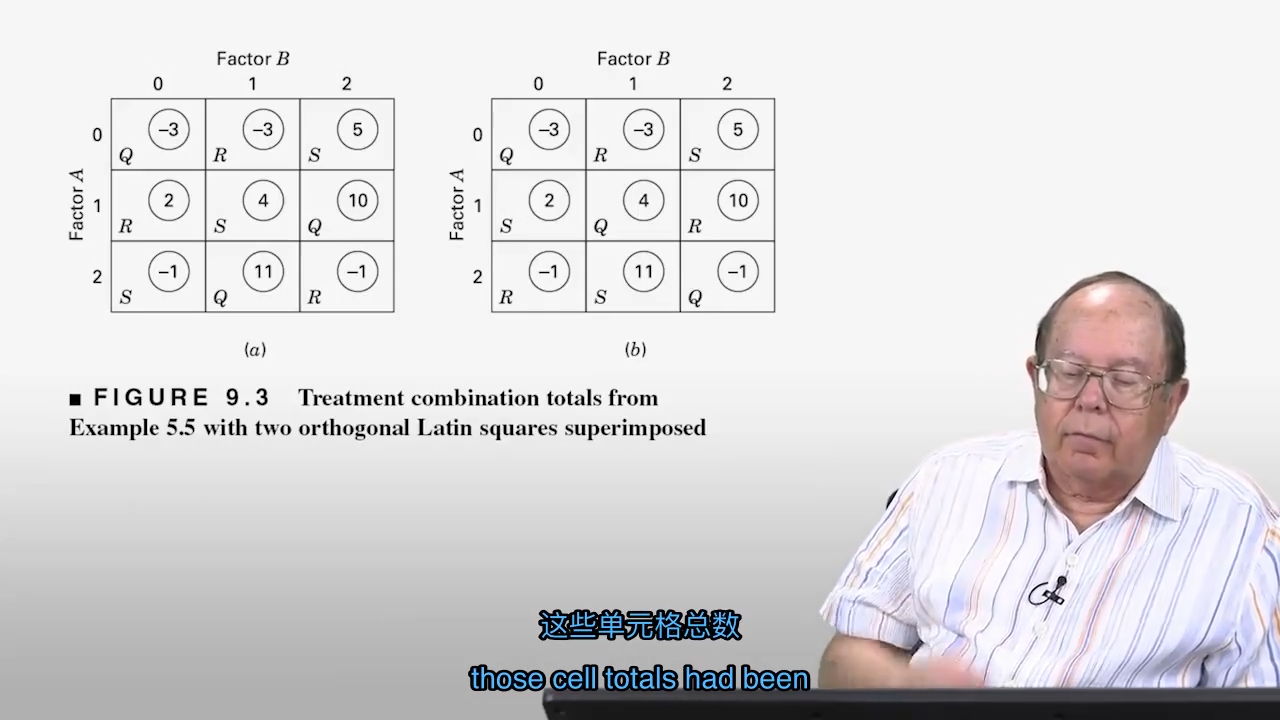 Factor B
0 1 2
0 –3 –3 5
Q R S
Factor A
1 2 4 10
R S Q
2 –1 11 –1
S Q R
(a)
Factor B
0 1 2
0 –3 –3 5
Q R S
Factor A
1 2 4 10
S Q R
2 –1 11 –1
R S Q
(b)
■ FIGURE 9.3 Treatment combination totals from
Example 5.5 with two orthogonal Latin squares superimposed
这些单元格总数
those cell totals had been